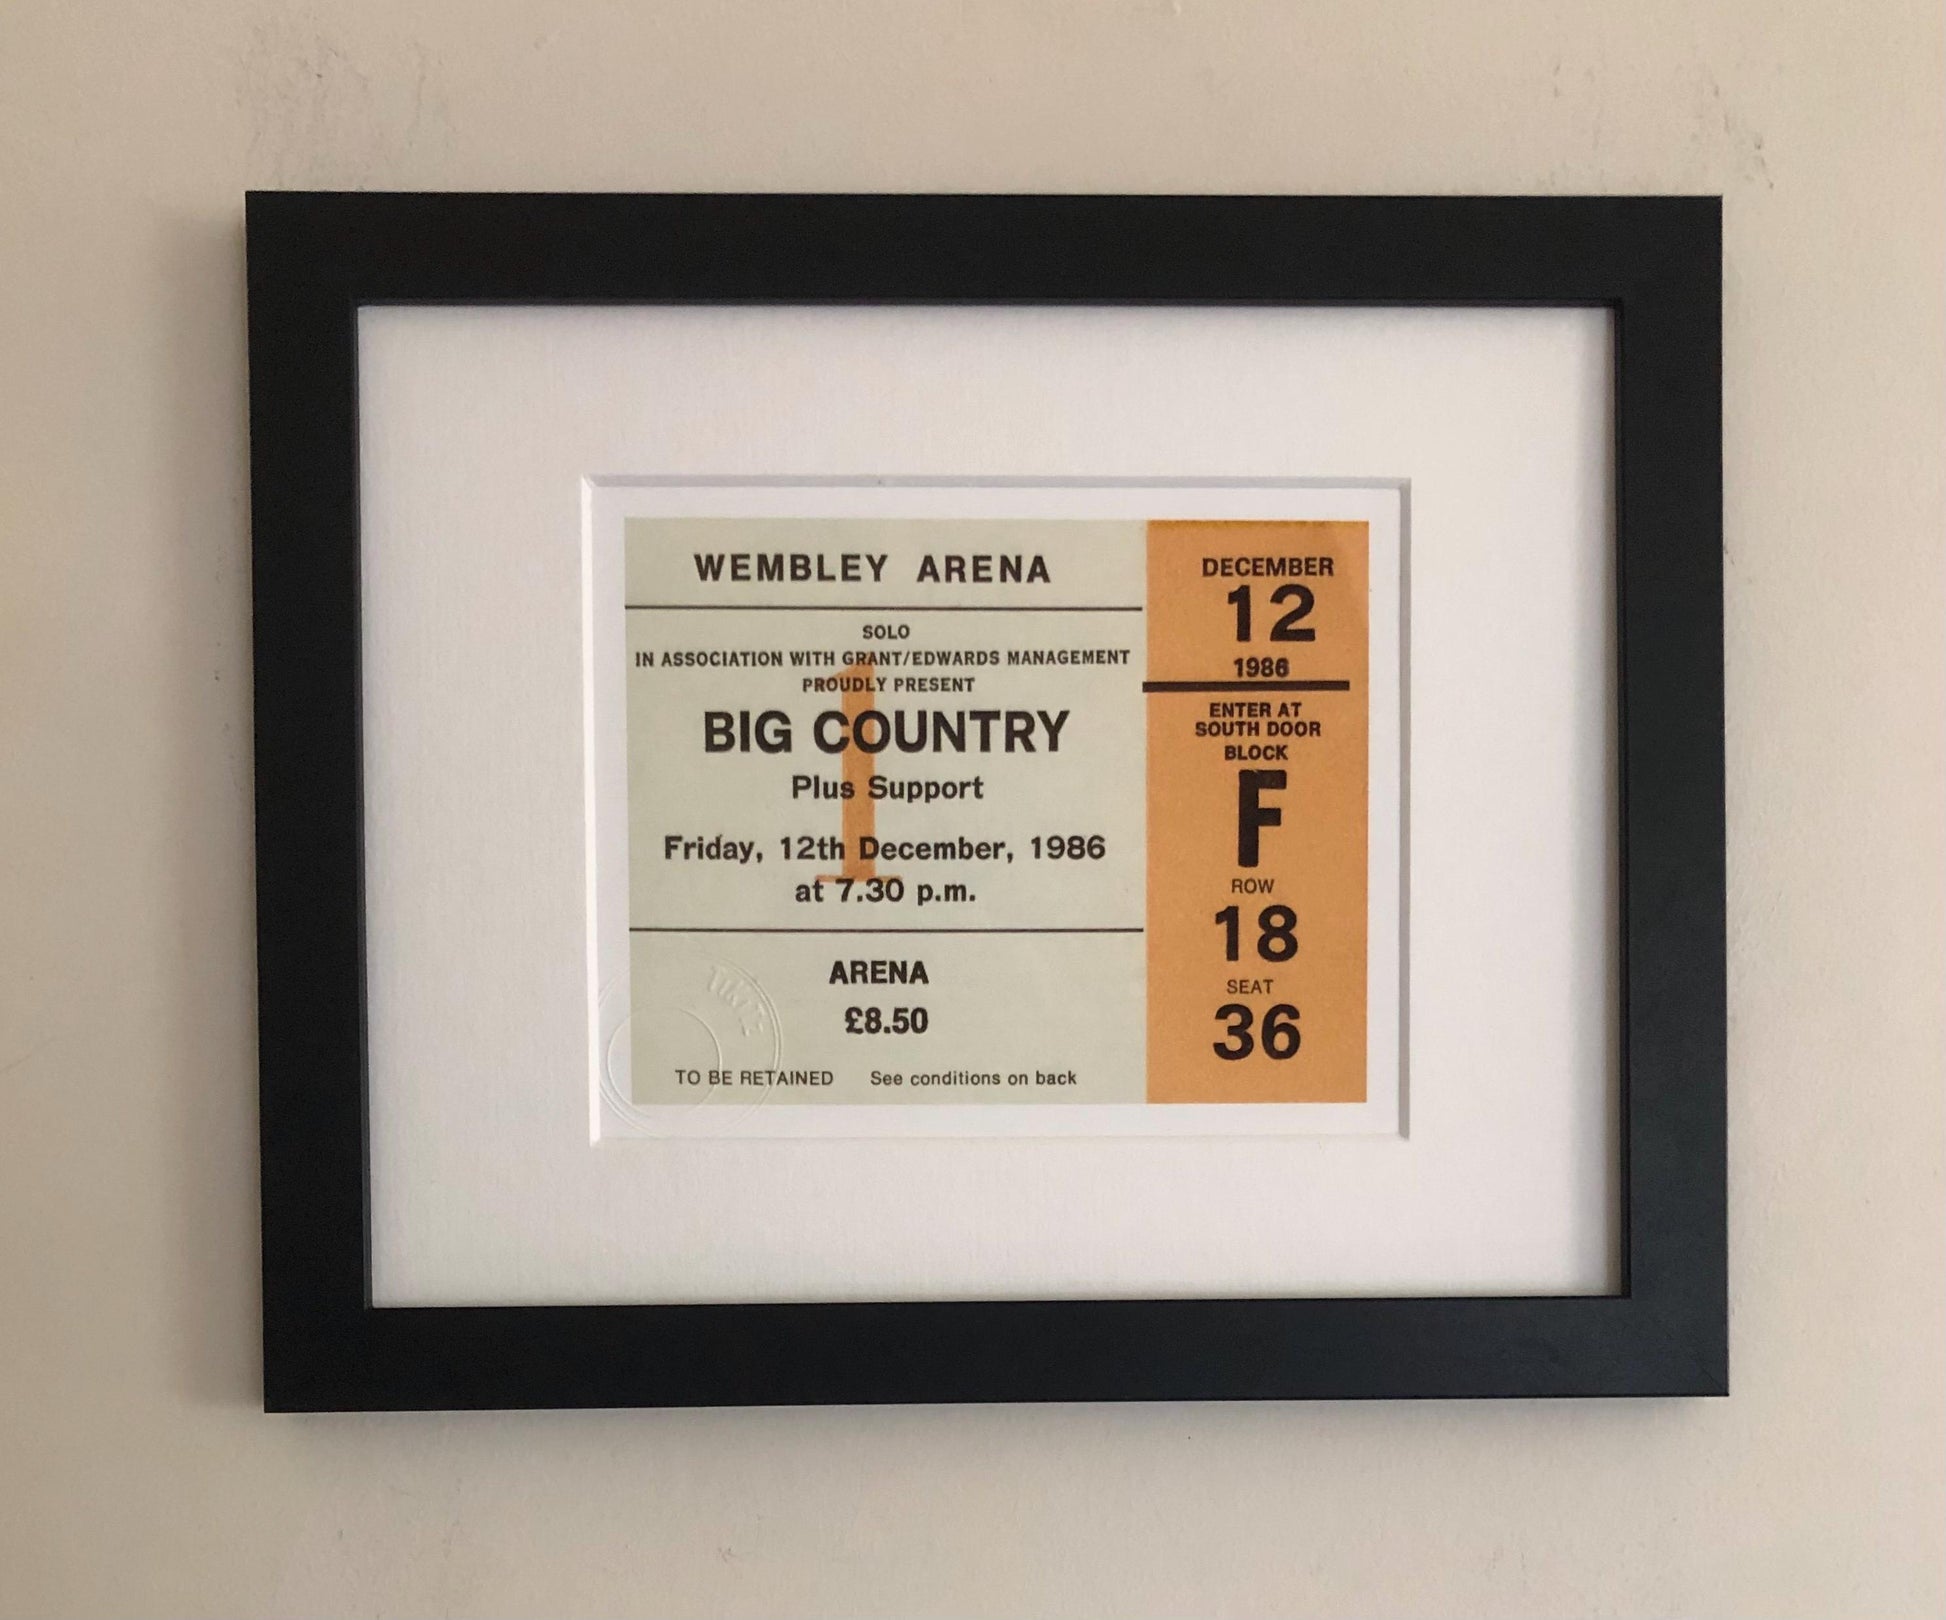 WEMBLEY ARENA
SOLO
IN ASSOCIATION WITH GRANT/EDWARDS MANAGEMENT
PROUDLY PRESENT
1
BIG COUNTRY
Plus Support
Friday, 12th December, 1986
at 7.30 p.m.
ARENA
£8.50
TO BE RETAINED See conditions on back
DECEMBER
12
1986
ENTER AT
SOUTH DOOR
BLOCK
F
ROW
18
SEAT
36